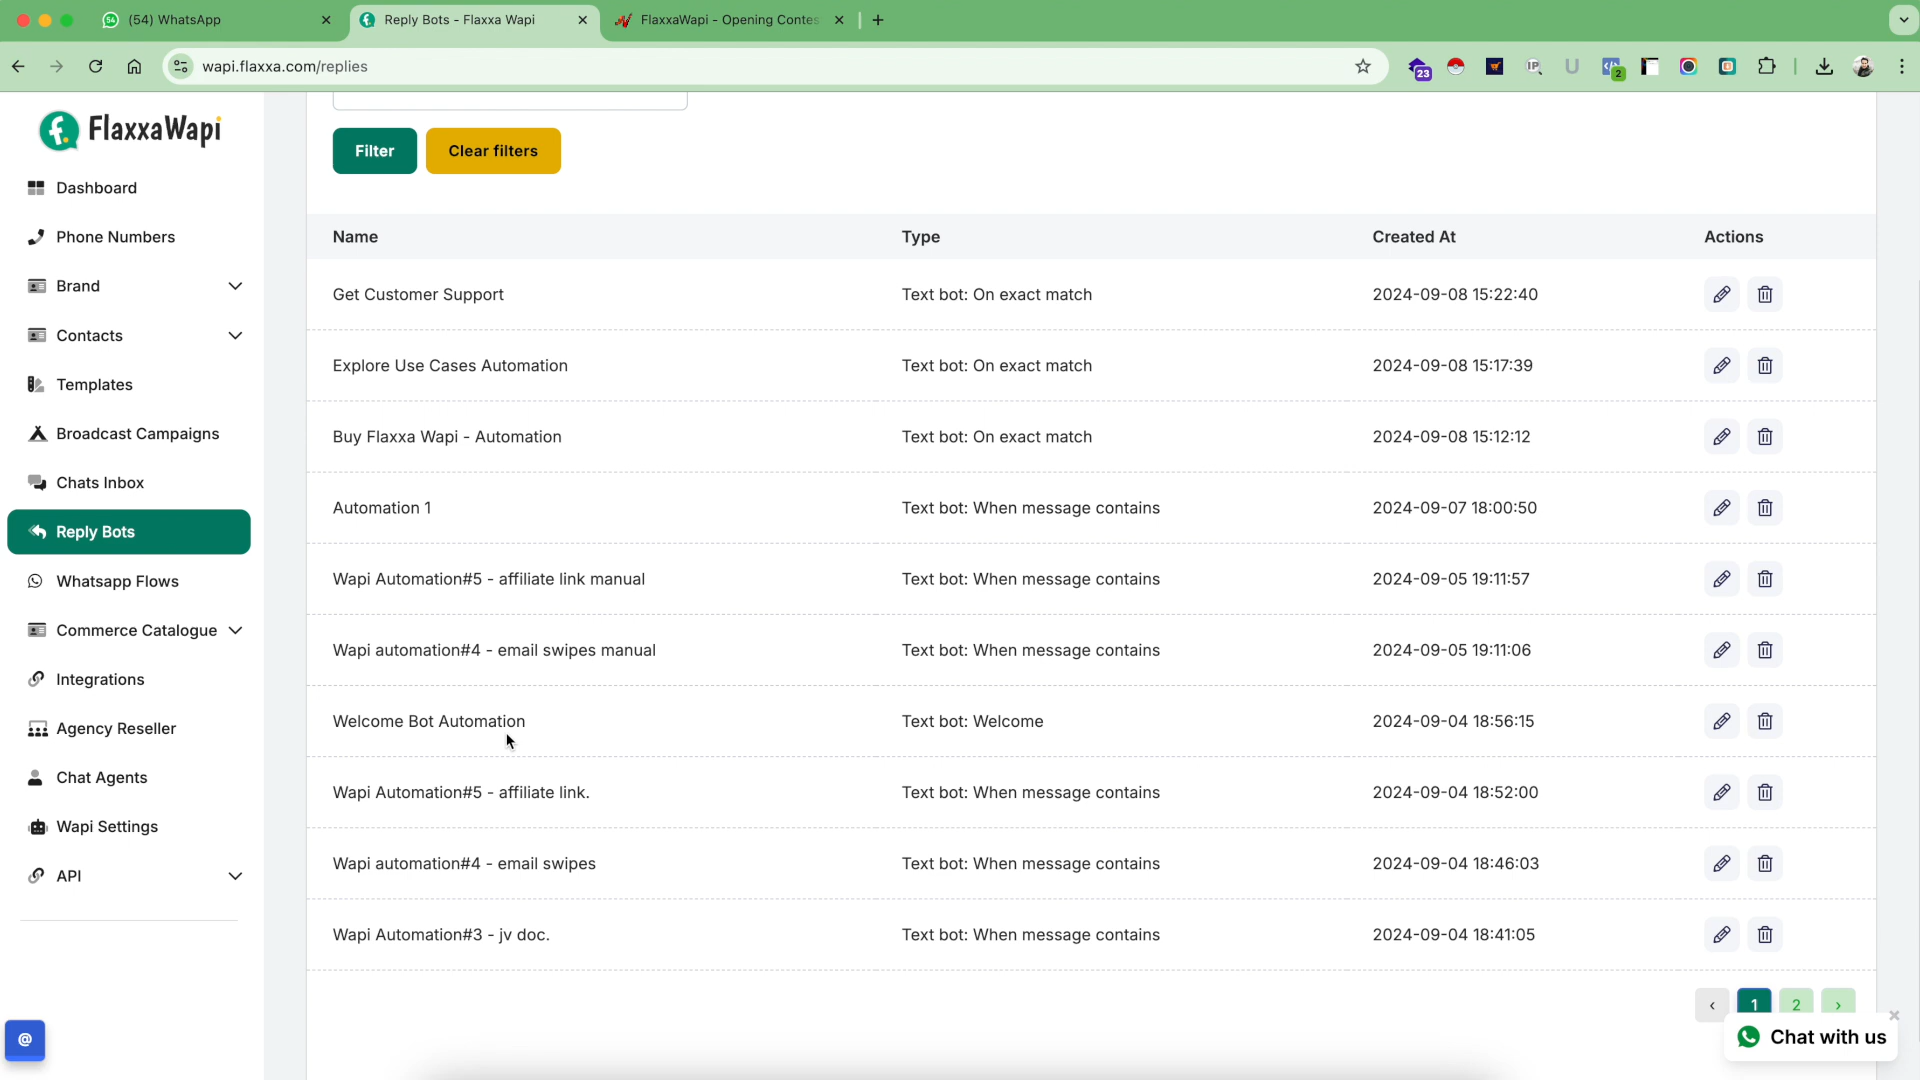 (54) WhatsApp
Reply Bots - Flaxxa Wapi
FlaxxaWapi - Opening Contes
wapi.flaxxa.com/replies
IP
U
23
2
FlaxxaWapi
Dashboard
Phone Numbers
Brand
Contacts
Templates
Broadcast Campaigns
Chats Inbox
Reply Bots
Whatsapp Flows
Commerce Catalogue
Integrations
Agency Reseller
Chat Agents
Wapi Settings
API
@
Filter
Clear filters
Name Type Created At Actions
Get Customer Support Text bot: On exact match 2024-09-08 15:22:40
Explore Use Cases Automation Text bot: On exact match 2024-09-08 15:17:39
Buy Flaxxa Wapi - Automation Text bot: On exact match 2024-09-08 15:12:12
Automation 1 Text bot: When message contains 2024-09-07 18:00:50
Wapi Automation#5 - affiliate link manual Text bot: When message contains 2024-09-05 19:11:57
Wapi automation#4 - email swipes manual Text bot: When message contains 2024-09-05 19:11:06
Welcome Bot Automation Text bot: Welcome 2024-09-04 18:56:15
Wapi Automation#5 - affiliate link. Text bot: When message contains 2024-09-04 18:52:00
Wapi automation#4 - email swipes Text bot: When message contains 2024-09-04 18:46:03
Wapi Automation#3 - jv doc. Text bot: When message contains 2024-09-04 18:41:05
‹ 1 2 ›
Chat with us